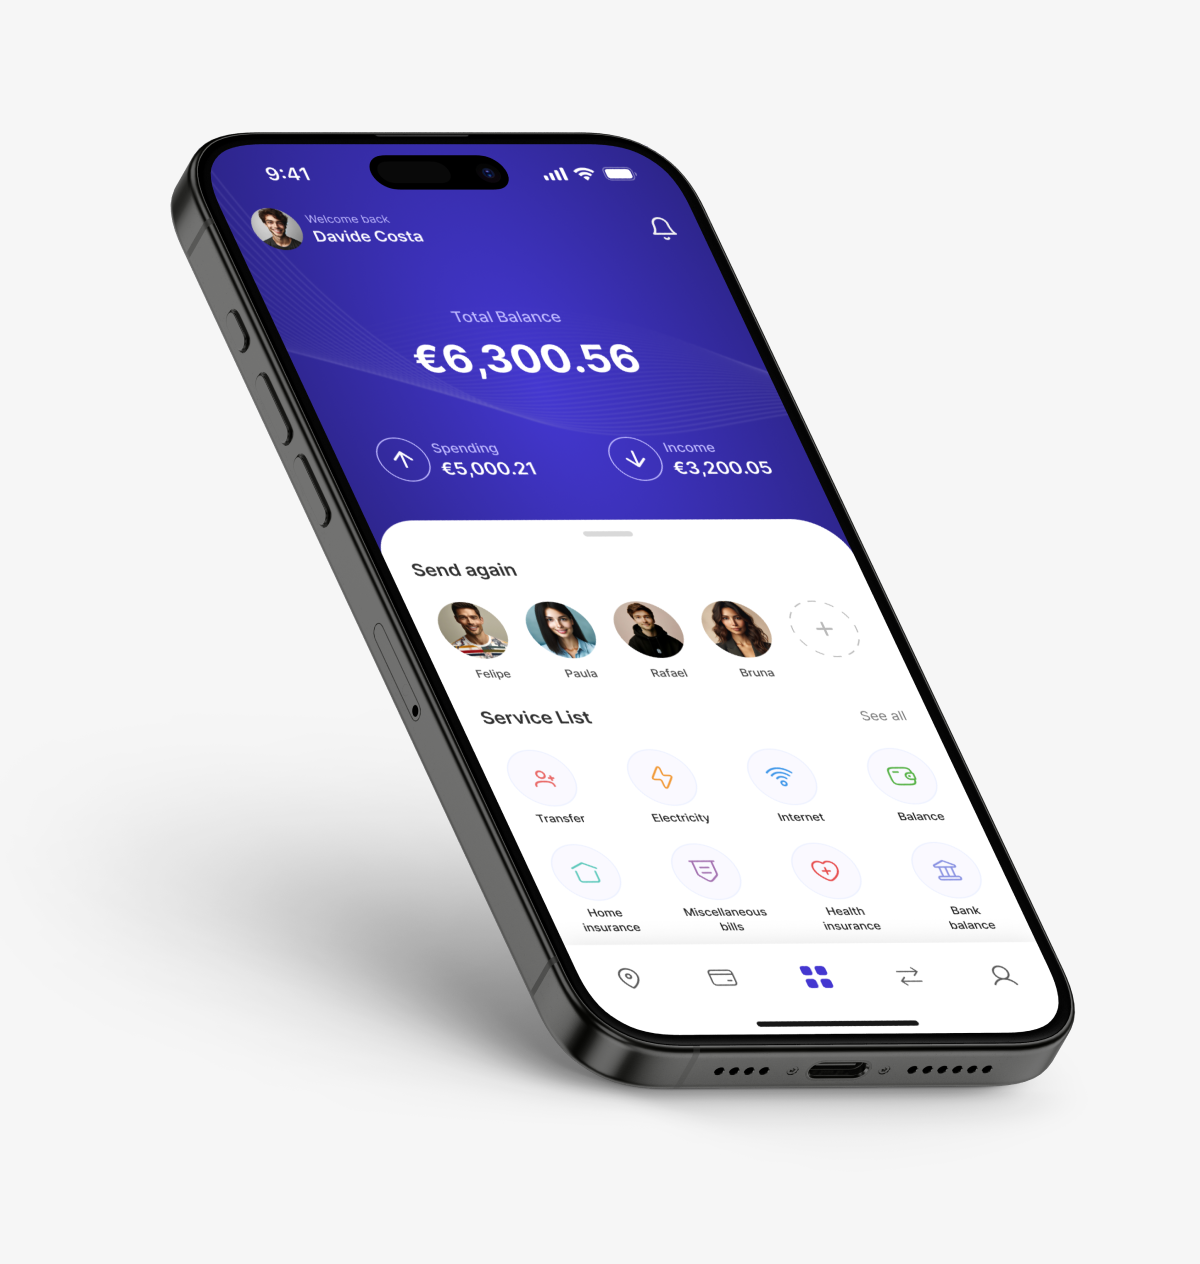 9:41
Welcome back
Davide Costa
Total Balance
€6,300.56
Spending
€5,000.21
Income
€3,200.05
Send again
Felipe
Paula
Rafael
Bruna
Service List
See all
Transfer
Electricity
Internet
Balance
Home
insurance
Miscellaneous
bills
Health
insurance
Bank
balance